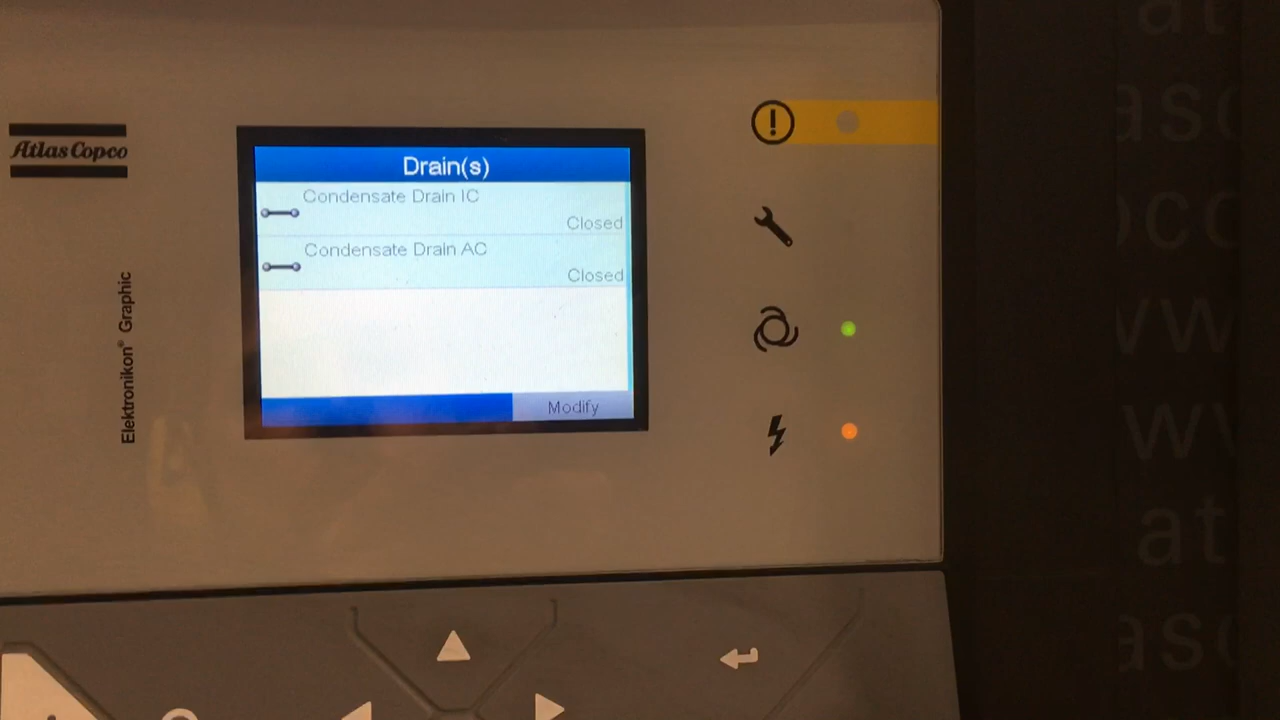 Atlas Copco
Elektronikon® Graphic
Drain(s)
Condensate Drain IC
Closed
Condensate Drain AC
Closed
Modify